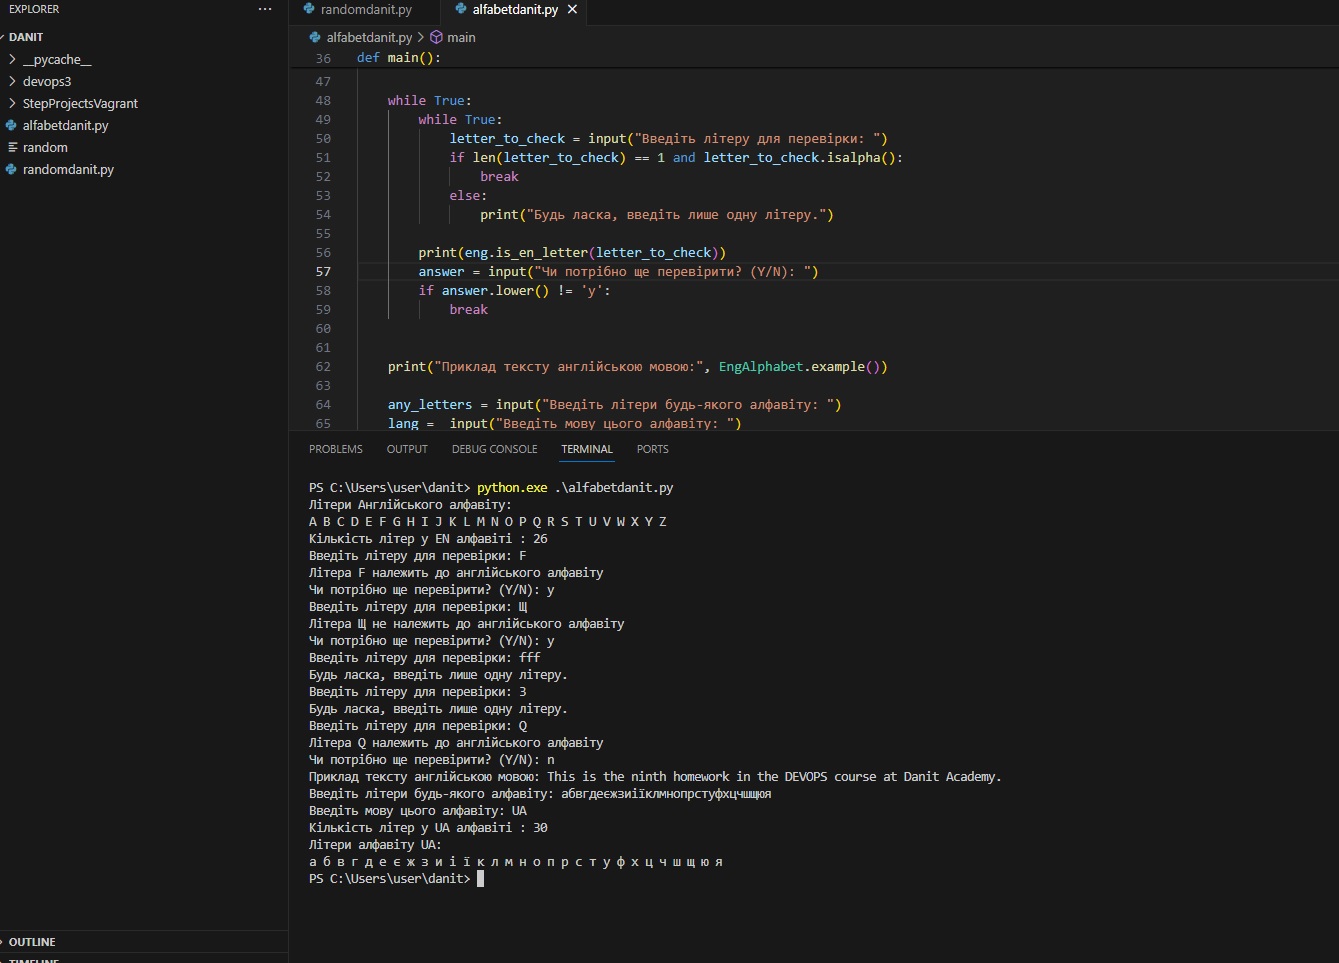 EXPLORER
···
randomdanit.py
alfabetdanit.py
DANIT
alfabetdanit.py > main
__pycache__
36 def main():
devops3
47
StepProjectsVagrant
48 while True:
alfabetdanit.py
49 while True:
random
50 letter_to_check = input("Введіть літеру для перевірки: ")
randomdanit.py
51 if len(letter_to_check) == 1 and letter_to_check.isalpha():
52 break
53 else:
54 print("Будь ласка, введіть лише одну літеру.")
55
56 print(eng.is_en_letter(letter_to_check))
57 answer = input("Чи потрібно ще перевірити? (Y/N): ")
58 if answer.lower() != 'y':
59 break
60
61
62 print("Приклад тексту англійською мовою:", EngAlphabet.example())
63
64 any_letters = input("Введіть літери будь-якого алфавіту: ")
65 lang =  input("Введіть мову цього алфавіту: ")
PROBLEMS OUTPUT DEBUG CONSOLE TERMINAL PORTS
PS C:\Users\user\danit> python.exe .\alfabetdanit.py
Літери Англійського алфавіту:
A B C D E F G H I J K L M N O P Q R S T U V W X Y Z
Кількість літер у EN алфавіті : 26
Введіть літеру для перевірки: F
Літера F належить до англійського алфавіту
Чи потрібно ще перевірити? (Y/N): y
Введіть літеру для перевірки: Щ
Літера Щ не належить до англійського алфавіту
Чи потрібно ще перевірити? (Y/N): y
Введіть літеру для перевірки: fff
Будь ласка, введіть лише одну літеру.
Введіть літеру для перевірки: 3
Будь ласка, введіть лише одну літеру.
Введіть літеру для перевірки: Q
Літера Q належить до англійського алфавіту
Чи потрібно ще перевірити? (Y/N): n
Приклад тексту англійською мовою: This is the ninth homework in the DEVOPS course at Danit Academy.
Введіть літери будь-якого алфавіту: абвгдеєжзиіїклмнопрстуфхцчшщюя
Введіть мову цього алфавіту: UA
Кількість літер у UA алфавіті : 30
Літери алфавіту UA:
а б в г д е є ж з и і ї к л м н о п р с т у ф х ц ч ш щ ю я
PS C:\Users\user\danit>
OUTLINE
TIMELINE